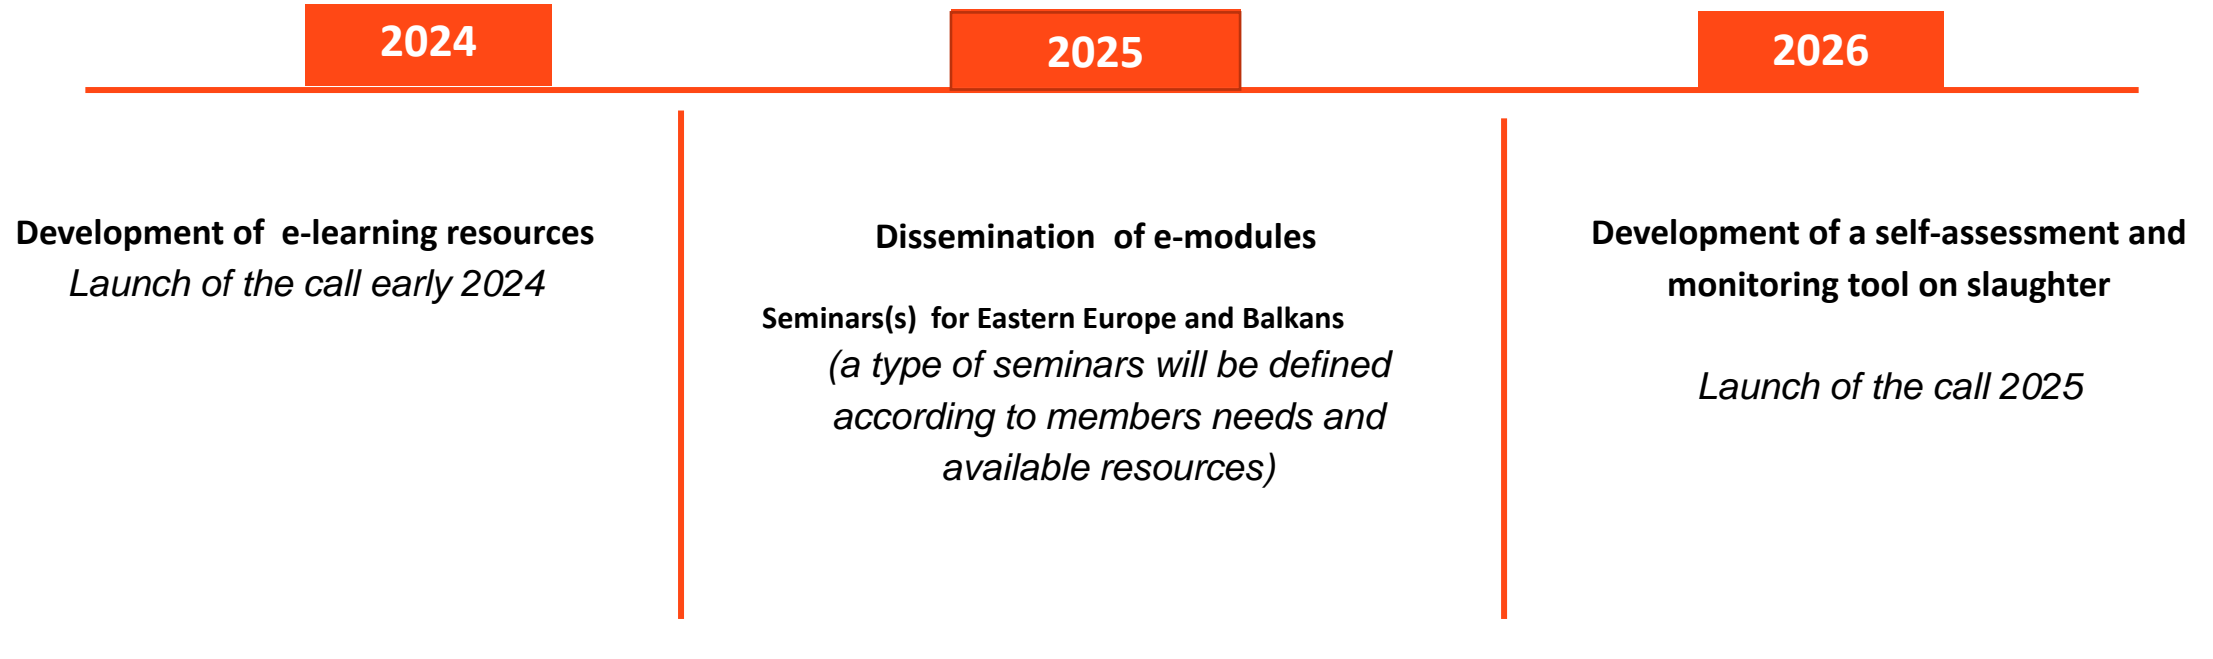 2024
Development of  e-learning resources
Launch of the call early 2024
2025
Dissemination  of e-modules
Seminars(s)  for Eastern Europe and Balkans
(a type of seminars will be defined
according to members needs and
available resources)
2026
Development of a self-assessment and
monitoring tool on slaughter
Launch of the call 2025